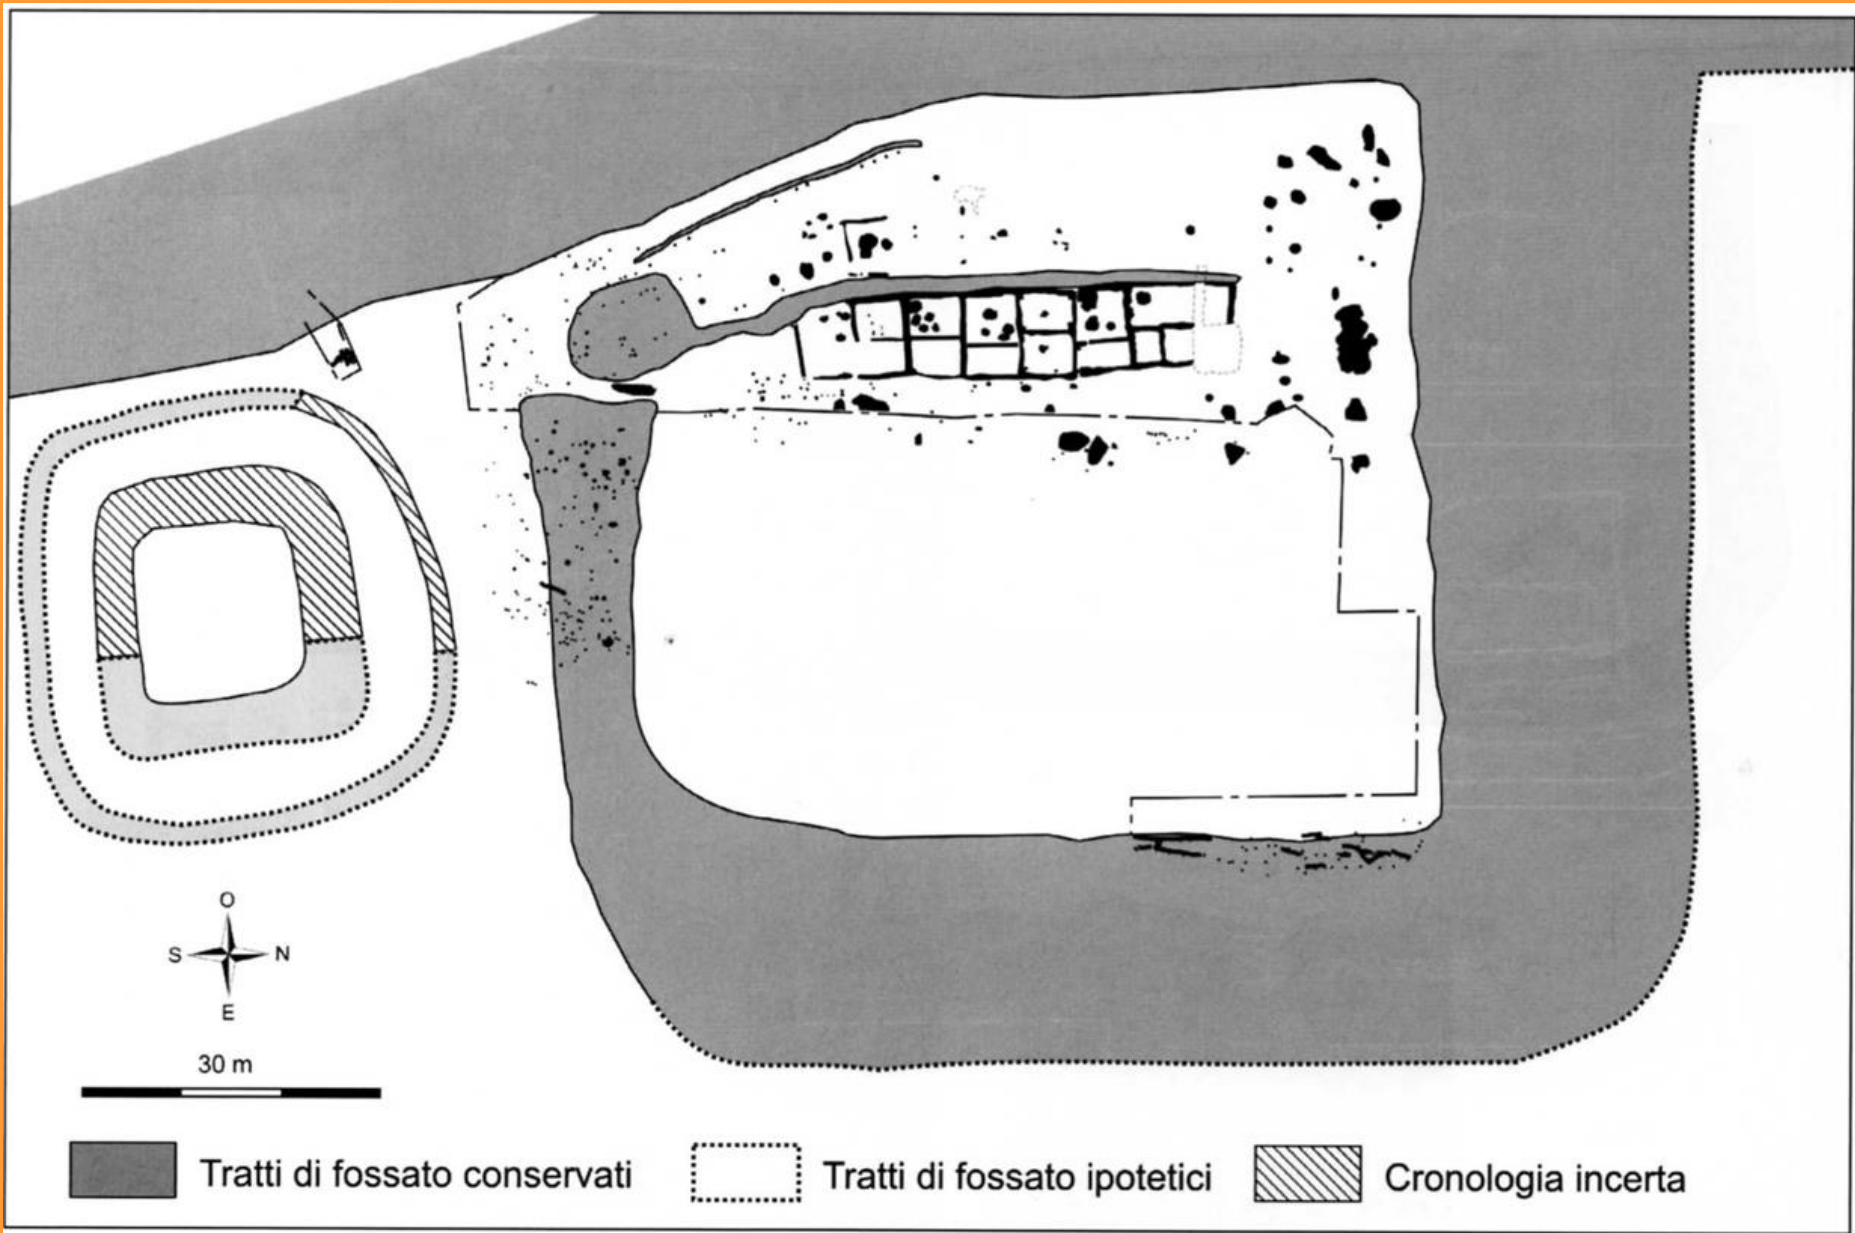 O
S N
E
30 m
Tratti di fossato conservati Tratti di fossato ipotetici Cronologia incerta